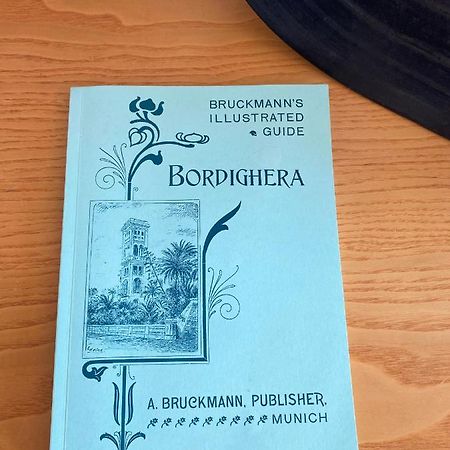 BRUCKMANN'S
ILLUSTRATED
GUIDE
BORDIGHERA
A. BRUCKMANN, PUBLISHER,
MUNICH